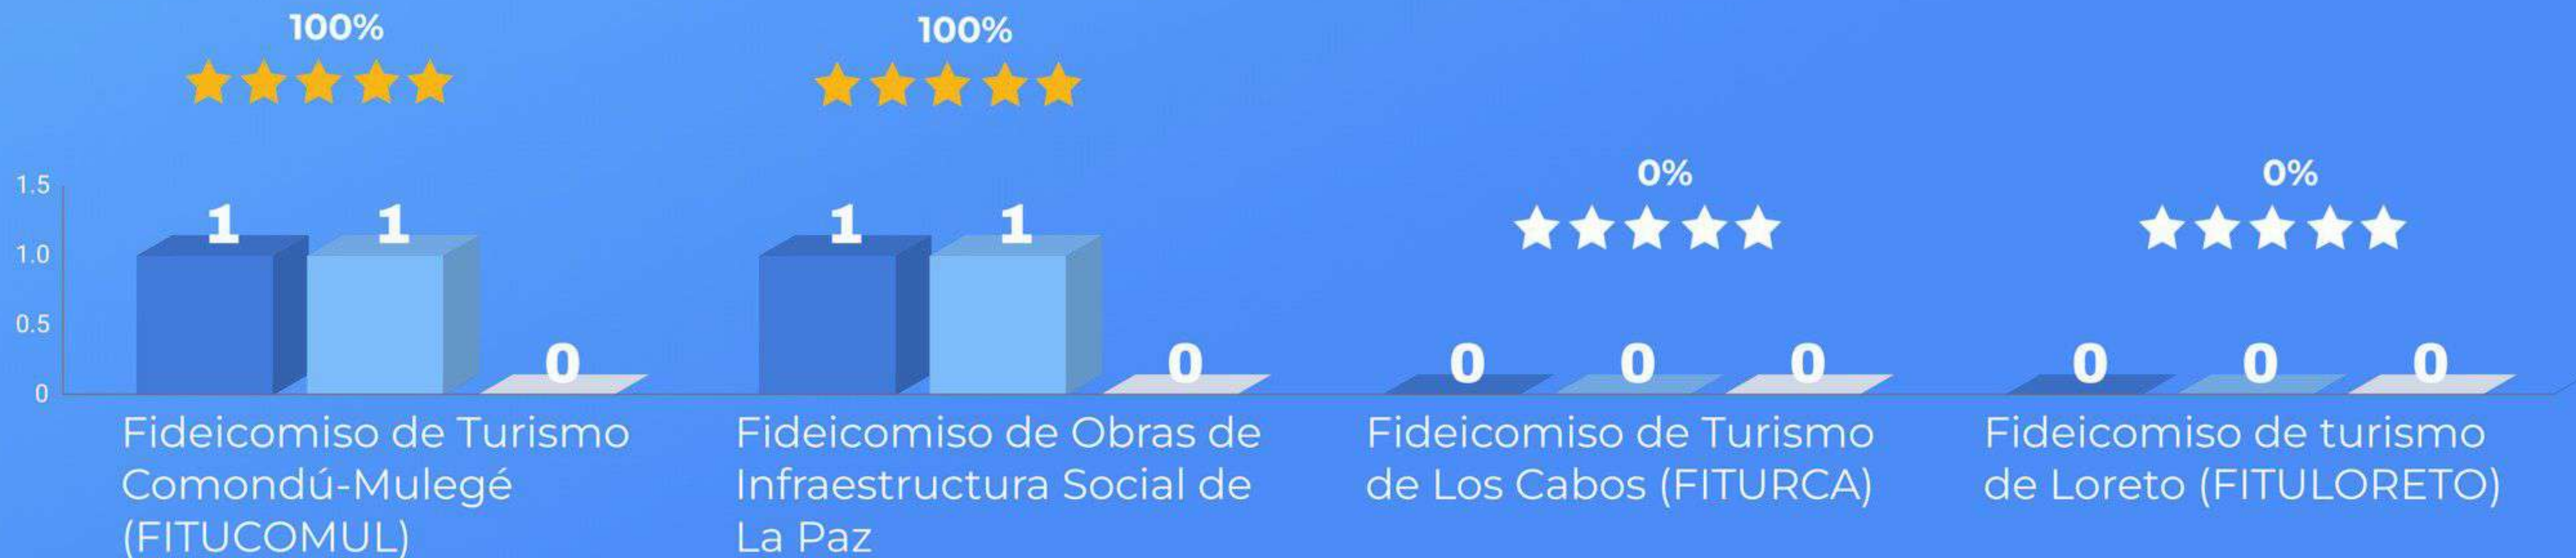 100%
100%
0%
0%
1.5
1.0
0.5
0
1
1
0
1
1
0
0
0
0
0
0
0
Fideicomiso de Turismo
Comondú-Mulegé
(FITUCOMUL)
Fideicomiso de Obras de
Infraestructura Social de
La Paz
Fideicomiso de Turismo
de Los Cabos (FITURCA)
Fideicomiso de turismo
de Loreto (FITULORETO)